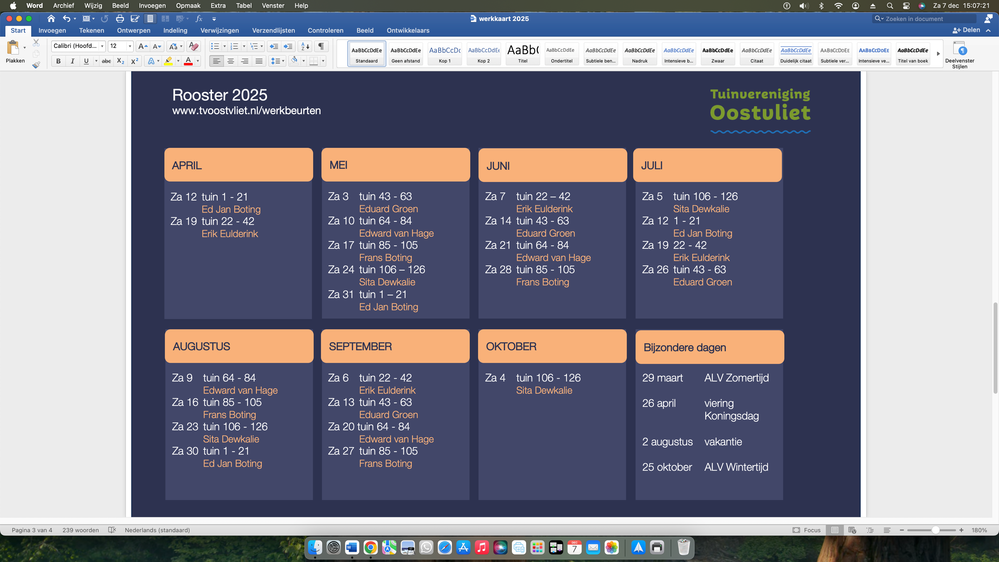 Word Archief Wijzig Beeld Invoegen Opmaak Extra Tabel Venster Help Za 7 dec 15:07:21
werkkaart 2025 Zoeken in document
Start Invoegen Tekenen Ontwerpen Indeling Verwijzingen Verzendlijsten Controleren Beeld Ontwikkelaars Delen
Plakken
Calibri (Hoofd... 12
AaBbCcDdEe AaBbCcDdEe AaBbCcDc AaBbCcDdEe AaBb( AaBbCcDdEe AaBbCcDdEe AaBbCcDdEe AaBbCcDdEe AaBbCcDdEe AaBbCcDdEe AaBbCcDdEe AaBbCcDdEe AaBbCcDdEe AaBbCcDdEe
Standaard Geen afstand Kop 1 Kop 2 Titel Ondertitel Subtiele ben... Nadruk Intensieve b... Zwaar Citaat Duidelijk citaat Subtiele ver... Intensieve ve... Titel van boek
Deelvenster
Stijlen
Rooster 2025
www.tvoostvliet.nl/werkbeurten
Tuinvereniging
Oostvliet
APRIL
Za 12 tuin 1 - 21
Ed Jan Boting
Za 19 tuin 22 - 42
Erik Eulderink
MEI
Za 3 tuin 43 - 63
Eduard Groen
Za 10 tuin 64 - 84
Edward van Hage
Za 17 tuin 85 - 105
Frans Boting
Za 24 tuin 106 – 126
Sita Dewkalie
Za 31 tuin 1 – 21
Ed Jan Boting
JUNI
Za 7 tuin 22 – 42
Erik Eulderink
Za 14 tuin 43 - 63
Eduard Groen
Za 21 tuin 64 - 84
Edward van Hage
Za 28 tuin 85 - 105
Frans Boting
JULI
Za 5 tuin 106 - 126
Sita Dewkalie
Za 12 1 - 21
Ed Jan Boting
Za 19 22 - 42
Erik Eulderink
Za 26 tuin 43 - 63
Eduard Groen
AUGUSTUS
Za 9 tuin 64 - 84
Edward van Hage
Za 16 tuin 85 - 105
Frans Boting
Za 23 tuin 106 - 126
Sita Dewkalie
Za 30 tuin 1 - 21
Ed Jan Boting
SEPTEMBER
Za 6 tuin 22 - 42
Erik Eulderink
Za 13 tuin 43 - 63
Eduard Groen
Za 20 tuin 64 - 84
Edward van Hage
Za 27 tuin 85 - 105
Frans Boting
OKTOBER
Za 4 tuin 106 - 126
Sita Dewkalie
Bijzondere dagen
29 maart ALV Zomertijd
26 april viering
Koningsdag
2 augustus vakantie
25 oktober ALV Wintertijd
Pagina 3 van 4 239 woorden Nederlands (standaard) Focus 180%
DEC
7